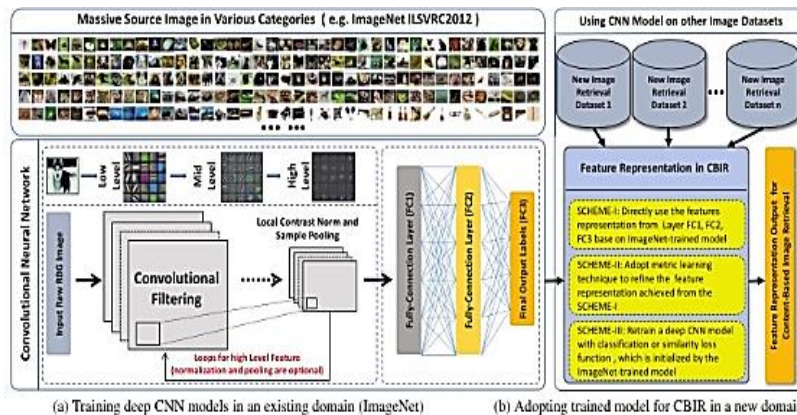 Massive Source Image in Various Categories ( e.g. ImageNet ILSVRC2012 )
Convolutional Neural Network
Low
Level
Mid
Level
High
Level
Input Raw RDG Image
Convolutional
Filtering
Local Contrast Norm and
Sample Pooling
Loops for high Level Feature
(normalization and pooling are optional)
Fully-Connection Layer (FC1)
Fully-Connection Layer (FC2)
Final Output Labels (FC3)
(a) Training deep CNN models in an existing domain (ImageNet)
Using CNN Model on other Image Datasets
New Image
Retrieval
Dataset 1
New Image
Retrieval
Dataset 2
New Image
Retrieval
Dataset n
Feature Representation in CBIR
SCHEME-I: Directly use the features
representation from Layer FC1, FC2,
FC3 base on ImageNet-trained model
SCHEME-II: Adopt metric learning
technique to refine the feature
representation achieved from the
SCHEME-I
SCHEME-III: Retrain a deep CNN model
with classification or similarity loss
function , which is initialized by the
ImageNet-trained model
Feature Representation Output for
Content-Based Image Retrieval
(b) Adopting trained model for CBIR in a new domain